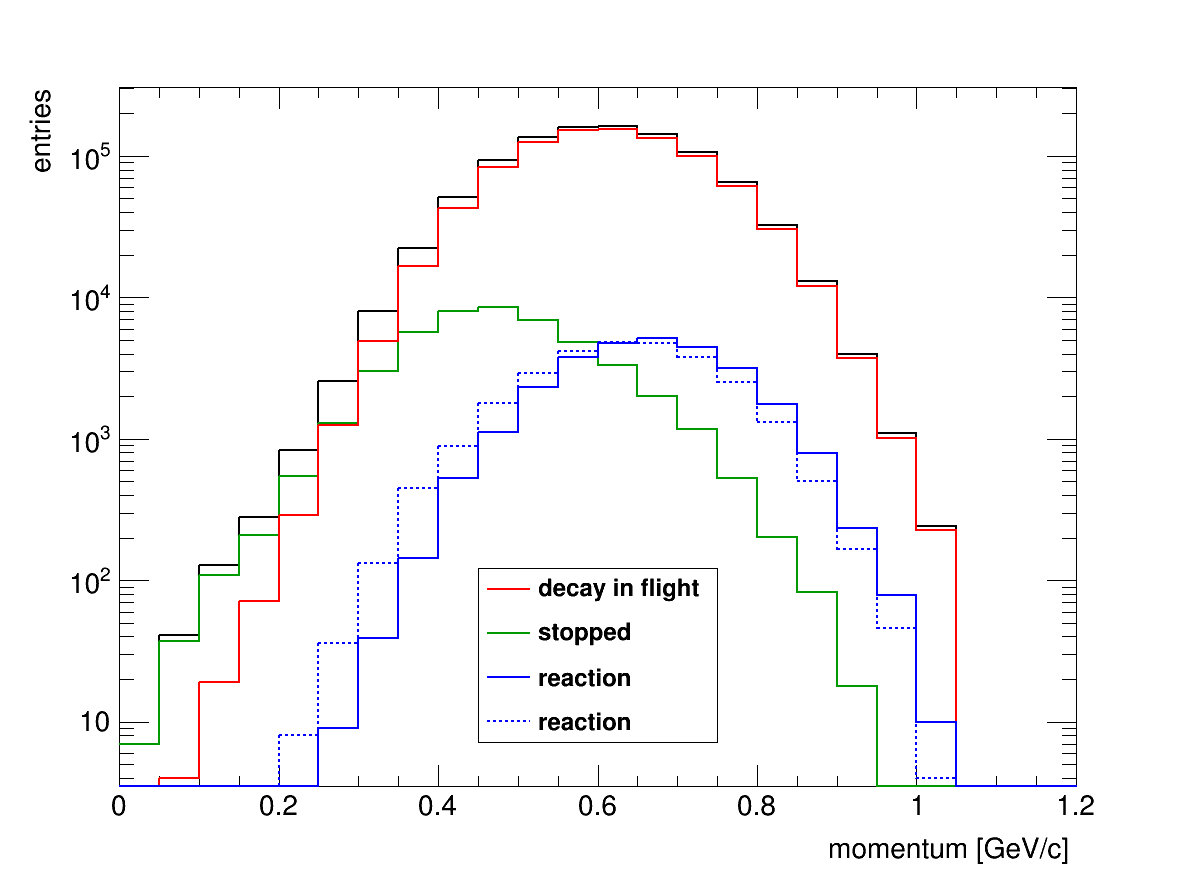 entries
10^5
10^4
10^3
10^2
10
decay in flight
stopped
reaction
reaction
0 0.2 0.4 0.6 0.8 1 1.2
momentum [GeV/c]